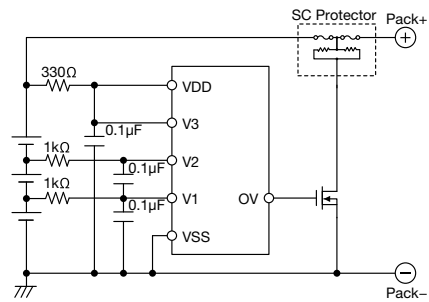 SC Protector
Pack+
330Ω
VDD
V3
0.1μF
1kΩ
V2
0.1μF
1kΩ
V1
0.1μF
OV
VSS
Pack−